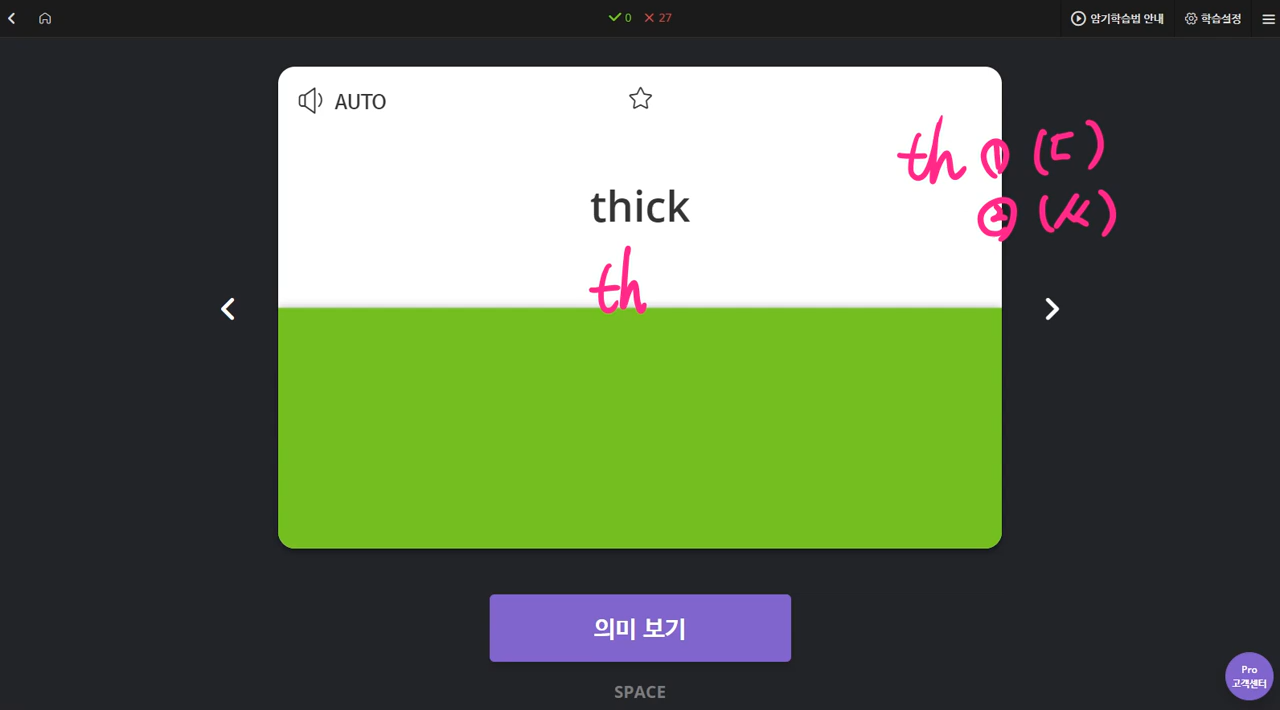 0 27 암기학습법 안내 학습설정
AUTO
thick
th ① (ㄷ)
② (ㅆ)
th
의미 보기
SPACE
Pro
고객센터